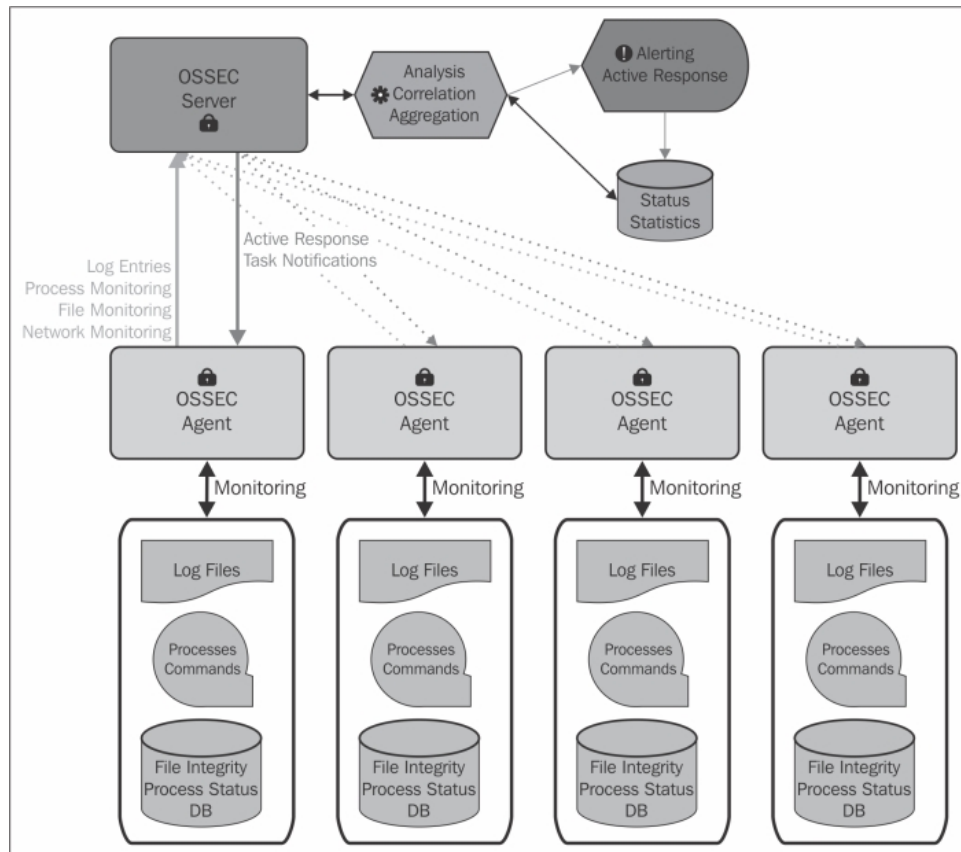 OSSEC
Server
Analysis
Correlation
Aggregation
Alerting
Active Response
Status
Statistics
Active Response
Task Notifications
Log Entries
Process Monitoring
File Monitoring
Network Monitoring
OSSEC
Agent
OSSEC
Agent
OSSEC
Agent
OSSEC
Agent
Monitoring
Monitoring
Monitoring
Monitoring
Log Files
Processes
Commands
File Integrity
Process Status
DB
Log Files
Processes
Commands
File Integrity
Process Status
DB
Log Files
Processes
Commands
File Integrity
Process Status
DB
Log Files
Processes
Commands
File Integrity
Process Status
DB